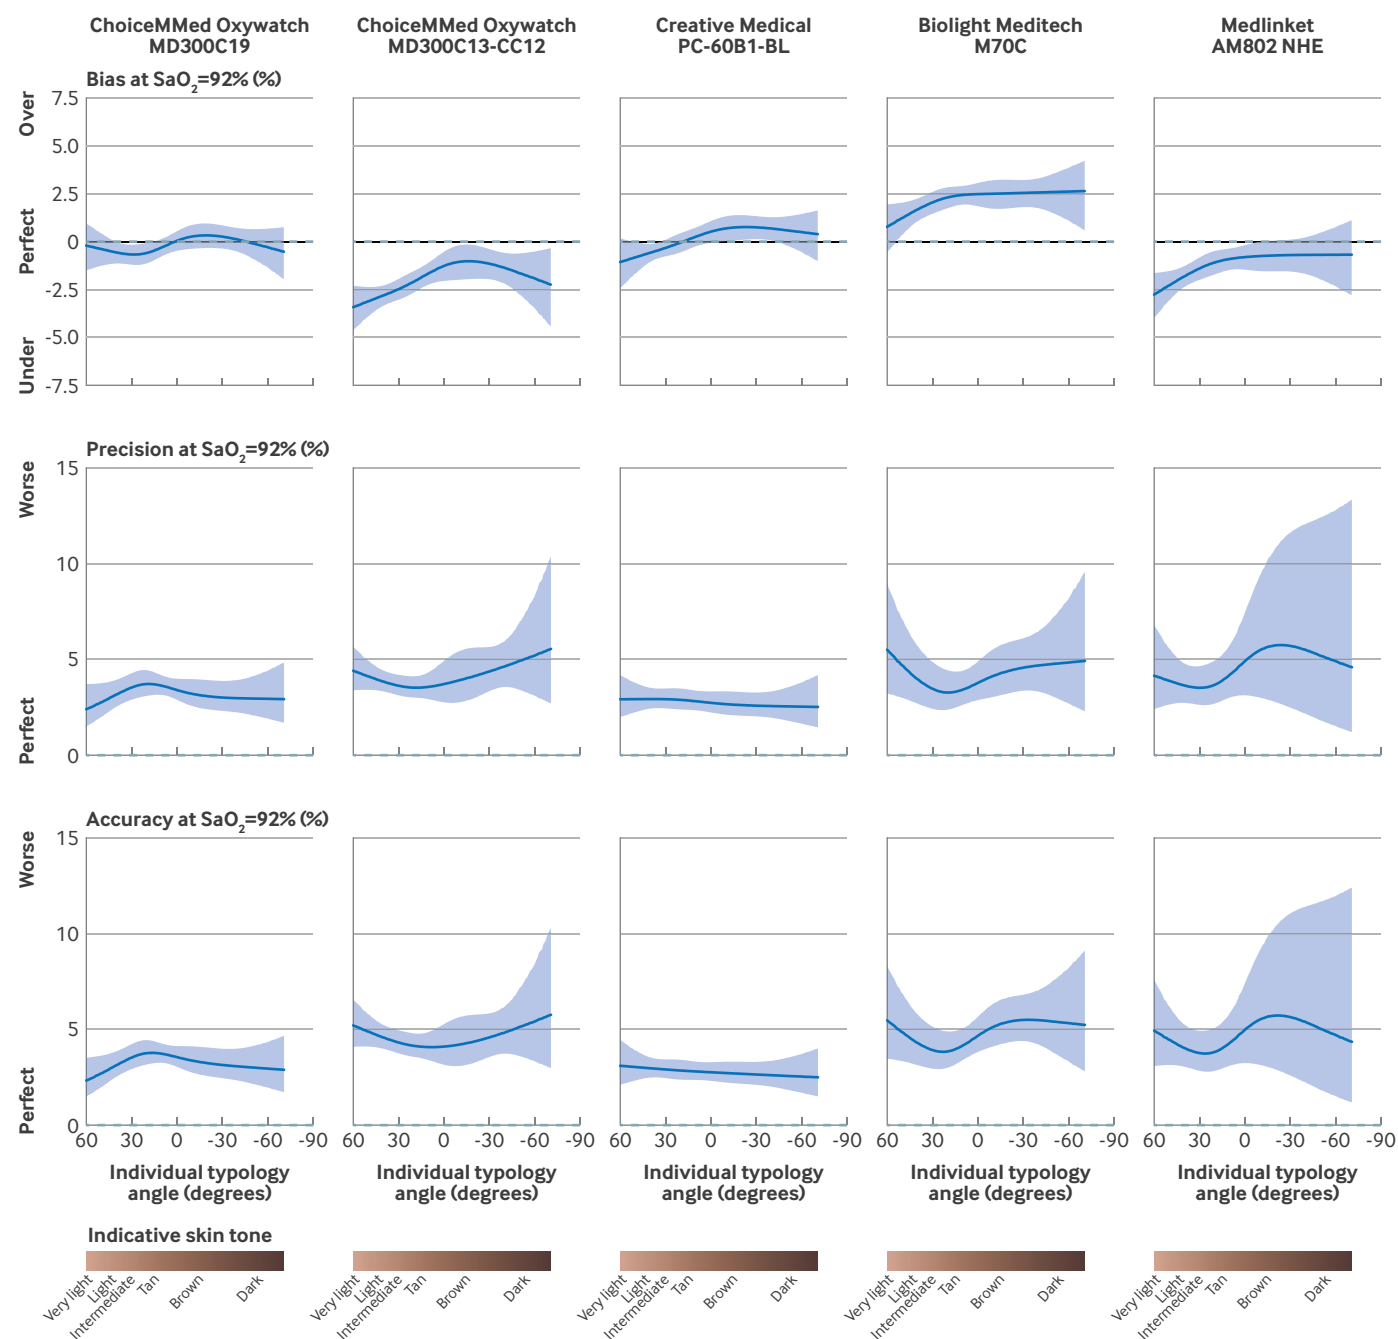 ChoiceMMed Oxywatch
MD300C19
ChoiceMMed Oxywatch
MD300C13-CC12
Creative Medical
PC-60B1-BL
Biolight Meditech
M70C
Medlinket
AM802 NHE
Bias at SaO₂=92% (%)
Over
Perfect
Under
7.5
5.0
2.5
0
-2.5
-5.0
-7.5
Precision at SaO₂=92% (%)
Worse
Perfect
15
10
5
0
Accuracy at SaO₂=92% (%)
Worse
Perfect
15
10
5
0
60 30 0 -30 -60 -90
60 30 0 -30 -60 -90
60 30 0 -30 -60 -90
60 30 0 -30 -60 -90
60 30 0 -30 -60 -90
Individual typology
angle (degrees)
Individual typology
angle (degrees)
Individual typology
angle (degrees)
Individual typology
angle (degrees)
Individual typology
angle (degrees)
Indicative skin tone
Very light
Light
Intermediate
Tan
Brown
Dark
Very light
Light
Intermediate
Tan
Brown
Dark
Very light
Light
Intermediate
Tan
Brown
Dark
Very light
Light
Intermediate
Tan
Brown
Dark
Very light
Light
Intermediate
Tan
Brown
Dark